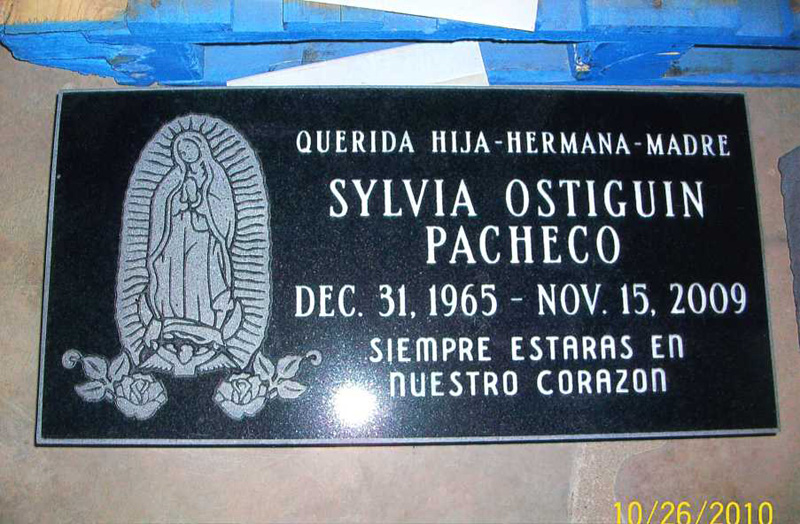 QUERIDA HIJA-HERMANA-MADRE
SYLVIA OSTIGUIN
PACHECO
DEC. 31, 1965 - NOV. 15, 2009
SIEMPRE ESTARAS EN
NUESTRO CORAZON
10/26/2010